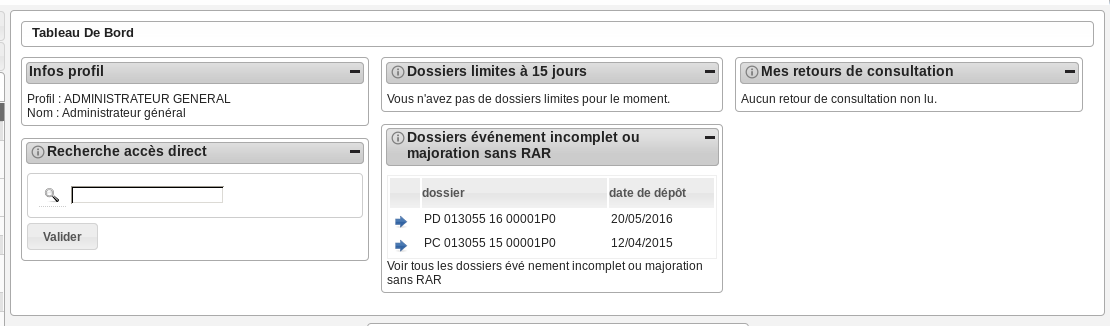 Tableau De Bord
Infos profil
Profil : ADMINISTRATEUR GENERAL
Nom : Administrateur général
Recherche accès direct
Valider
Dossiers limites à 15 jours
Vous n'avez pas de dossiers limites pour le moment.
Dossiers événement incomplet ou
majoration sans RAR
dossier date de dépôt
PD 013055 16 00001P0 20/05/2016
PC 013055 15 00001P0 12/04/2015
Voir tous les dossiers évé nement incomplet ou majoration
sans RAR
Mes retours de consultation
Aucun retour de consultation non lu.